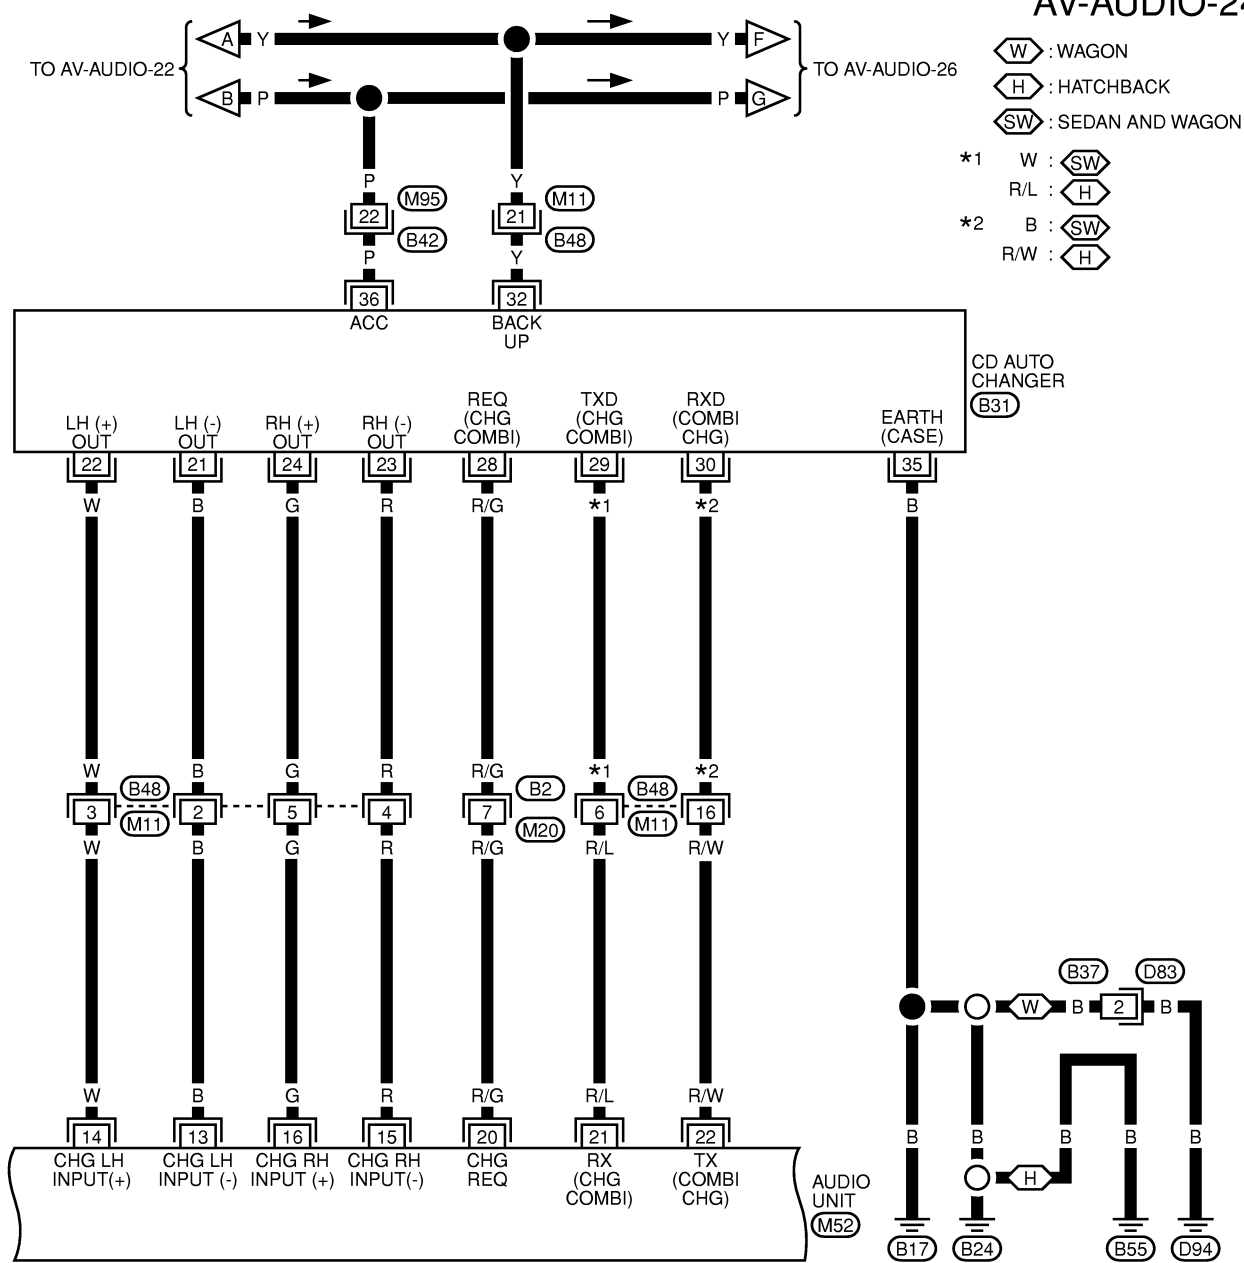 AV-AUDIO-24
A Y Y F
TO AV-AUDIO-22
TO AV-AUDIO-26
B P P G
W : WAGON
H : HATCHBACK
SW : SEDAN AND WAGON
*1 W : SW
R/L : H
*2 B : SW
R/W : H
P Y
22 M95 21 M11
B42 B48
P Y
36 32
ACC BACK
UP
CD AUTO
CHANGER
B31
LH (+)
OUT
LH (-)
OUT
RH (+)
OUT
RH (-)
OUT
REQ
(CHG
COMBI)
TXD
(CHG
COMBI)
RXD
(COMBI
CHG)
EARTH
(CASE)
22 21 24 23 28 29 30 35
W B G R R/G *1 *2 B
W B G R R/G *1 *2
B48 B2 B48
3 2 5 4 7 6 16
M11 M20 M11
W B G R R/G R/L R/W
B37 D83
W B 2 B
W B G R R/G R/L R/W
14 13 16 15 20 21 22
B B B B B
CHG LH
INPUT(+)
CHG LH
INPUT (-)
CHG RH
INPUT (+)
CHG RH
INPUT(-)
CHG
REQ
RX
(CHG
COMBI)
TX
(COMBI
CHG)
AUDIO
UNIT
M52
H
B17 B24 B55 D94